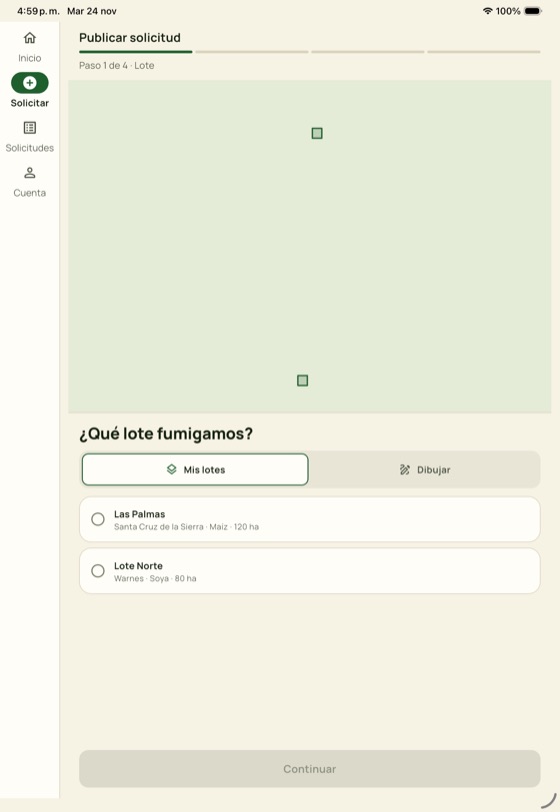 4:59 p. m. Mar 24 nov
100%
Inicio
Solicitar
Solicitudes
Cuenta
Publicar solicitud
Paso 1 de 4 · Lote
¿Qué lote fumigamos?
Mis lotes
Dibujar
Las Palmas
Santa Cruz de la Sierra · Maíz · 120 ha
Lote Norte
Warnes · Soya · 80 ha
Continuar